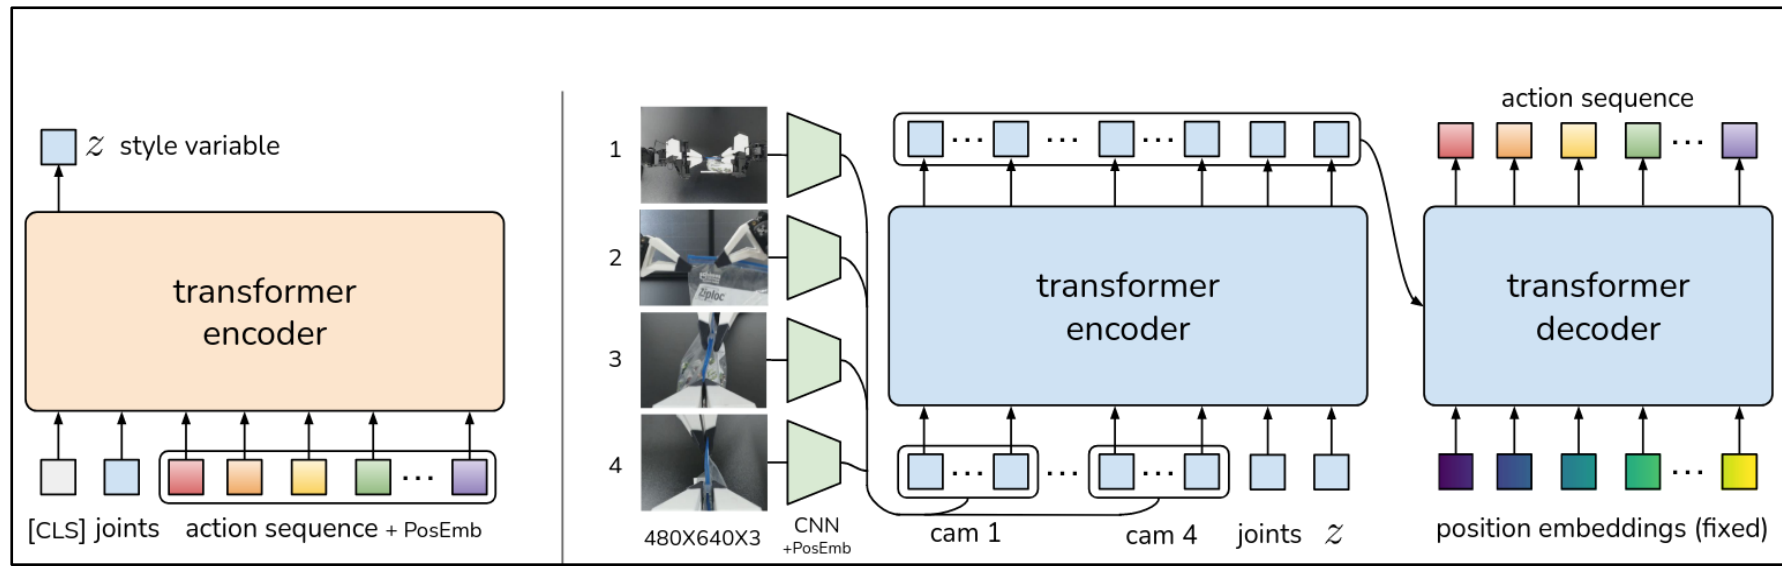 z style variable
transformer
encoder
[CLS] joints action sequence + PosEmb
1
2
3
4
Ziploc
480X640X3
CNN
+PosEmb
transformer
encoder
cam 1 cam 4 joints z
action sequence
transformer
decoder
position embeddings (fixed)